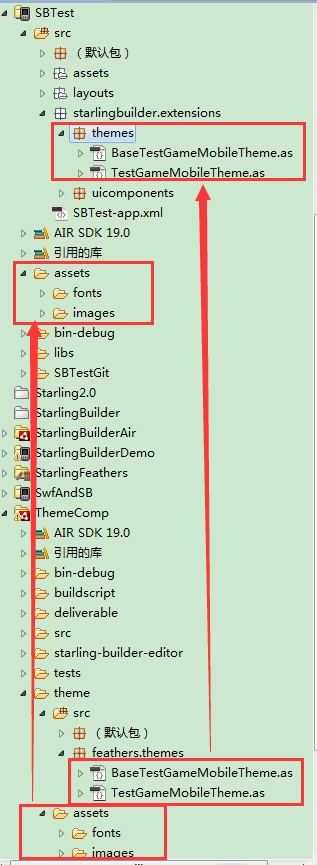 SBTest
src
（默认包）
assets
layouts
starlingbuilder.extensions
themes
BaseTestGameMobileTheme.as
TestGameMobileTheme.as
uicomponents
SBTest-app.xml
AIR SDK 19.0
引用的库
assets
fonts
images
bin-debug
libs
SBTestGit
Starling2.0
StarlingBuilder
StarlingBuilderAir
StarlingBuilderDemo
StarlingFeathers
SwfAndSB
ThemeComp
AIR SDK 19.0
引用的库
bin-debug
buildscript
deliverable
src
starling-builder-editor
tests
theme
src
（默认包）
feathers.themes
BaseTestGameMobileTheme.as
TestGameMobileTheme.as
assets
fonts
images